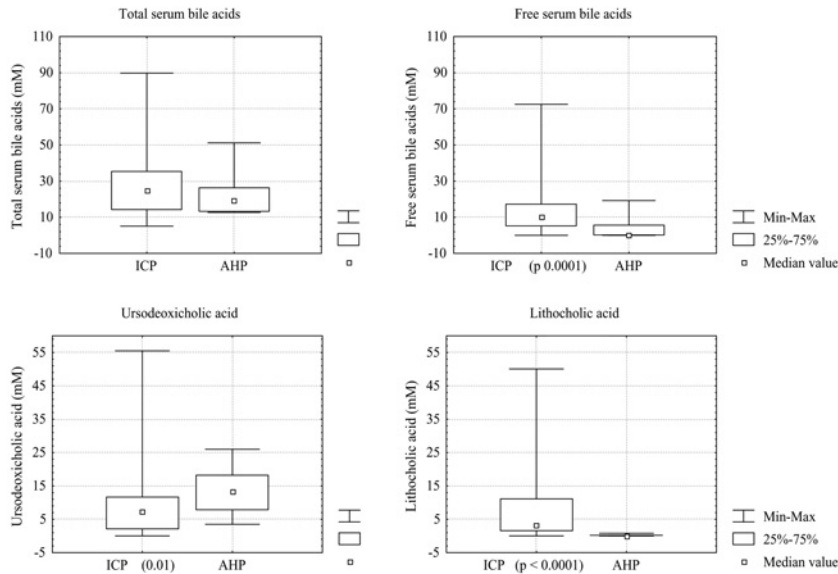 Total serum bile acids
Total serum bile acids (mM)
110
90
70
50
30
10
-10
ICP AHP
Free serum bile acids
Free serum bile acids (mM)
110
90
70
50
30
10
-10
ICP (p 0.0001) AHP
Min-Max
25%-75%
Median value
Ursodeoxicholic acid
Ursodeoxicholic acid (mM)
55
45
35
25
15
5
-5
ICP (0.01) AHP
Lithocholic acid
Lithocholic acid (mM)
55
45
35
25
15
5
-5
ICP (p < 0.0001) AHP
Min-Max
25%-75%
Median value